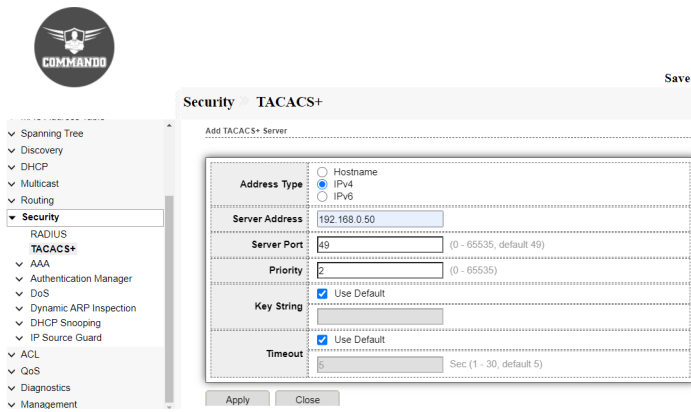 COMMANDO
Save
Security TACACS+
Spanning Tree
Discovery
DHCP
Multicast
Routing
Security
RADIUS
TACACS+
AAA
Authentication Manager
DoS
Dynamic ARP Inspection
DHCP Snooping
IP Source Guard
ACL
QoS
Diagnostics
Management
Add TACACS+ Server
Address Type
Hostname
IPv4
IPv6
Server Address 192.168.0.50
Server Port 49 (0 - 65535, default 49)
Priority 2 (0 - 65535)
Key String
Use Default
Timeout
Use Default
5 Sec (1 - 30, default 5)
Apply Close